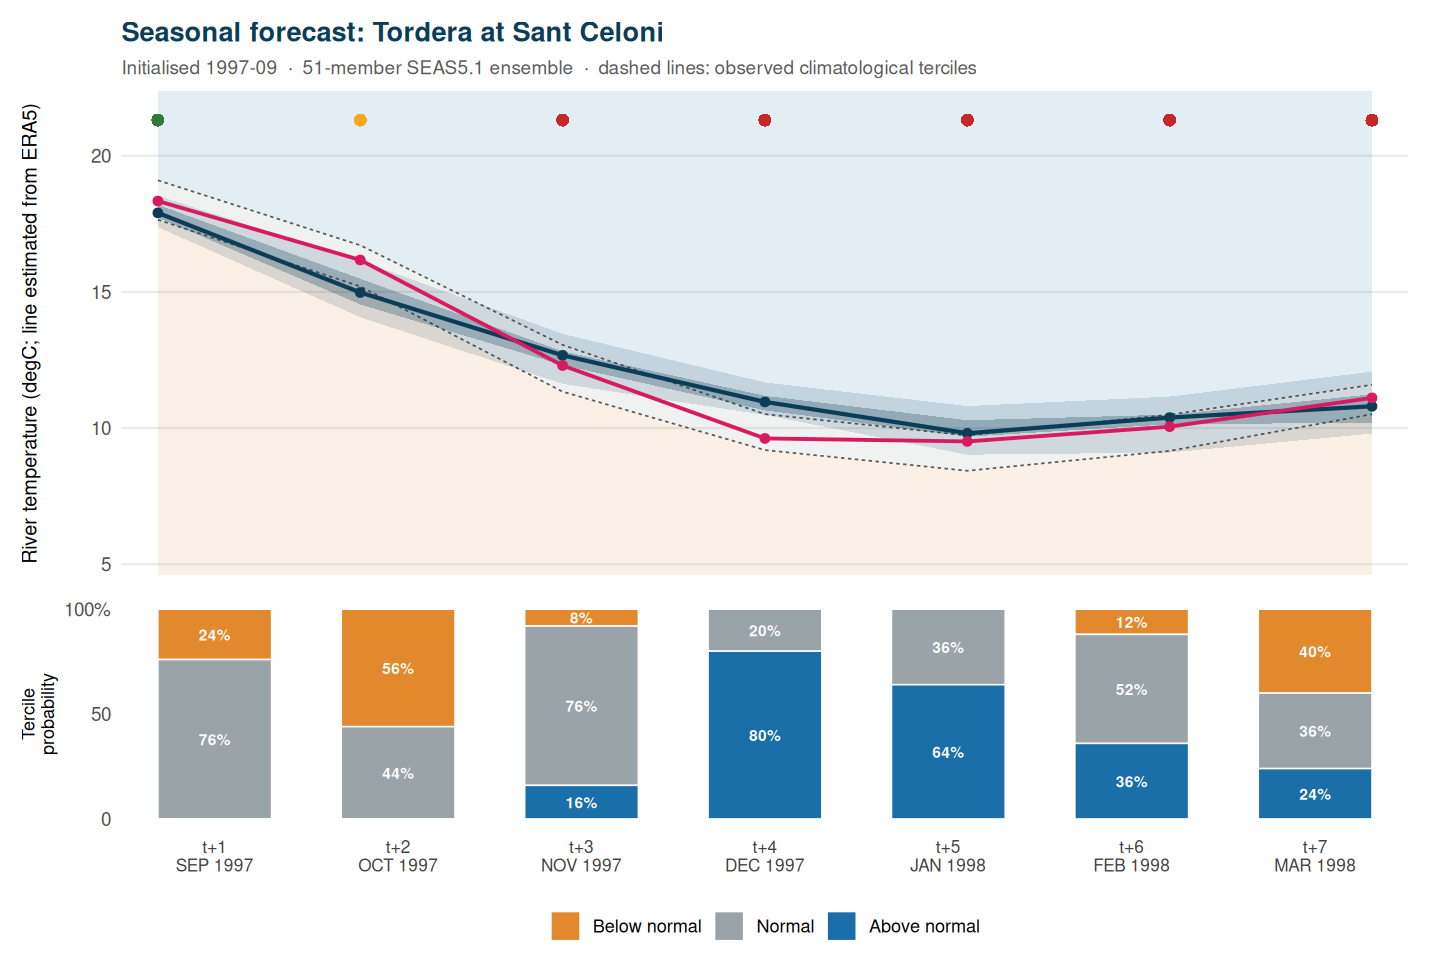 Seasonal forecast: Tordera at Sant Celoni
Initialised 1997-09 · 51-member SEAS5.1 ensemble · dashed lines: observed climatological terciles
River temperature (degC; line estimated from ERA5)
20
15
10
5
Tercile
probability
100%
50
0
24%
76%
56%
44%
8%
76%
16%
20%
80%
36%
64%
12%
52%
36%
40%
36%
24%
t+1
SEP 1997
t+2
OCT 1997
t+3
NOV 1997
t+4
DEC 1997
t+5
JAN 1998
t+6
FEB 1998
t+7
MAR 1998
Below normal
Normal
Above normal